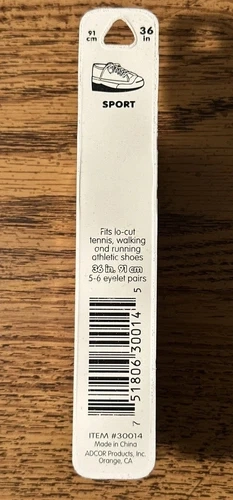 91 cm
36 in
SPORT
Fits lo-cut
tennis, walking
and running
athletic shoes
36 in. 91 cm
5-6 eyelet pairs
7 51806 30014 5
ITEM #30014
Made in China
ADCOR Products, Inc.
Orange, CA